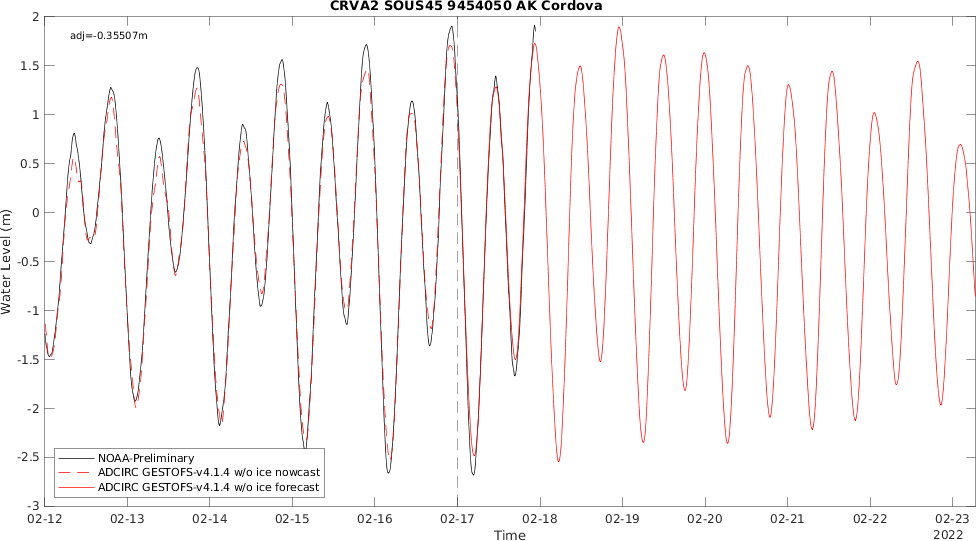 CRVA2 SOUS45 9454050 AK Cordova
adj=-0.35507m
2
1.5
1
0.5
0
-0.5
-1
-1.5
-2
-2.5
-3
Water Level (m)
NOAA-Preliminary
ADCIRC GESTOFS-v4.1.4 w/o ice nowcast
ADCIRC GESTOFS-v4.1.4 w/o ice forecast
02-12 02-13 02-14 02-15 02-16 02-17 02-18 02-19 02-20 02-21 02-22 02-23
Time
2022